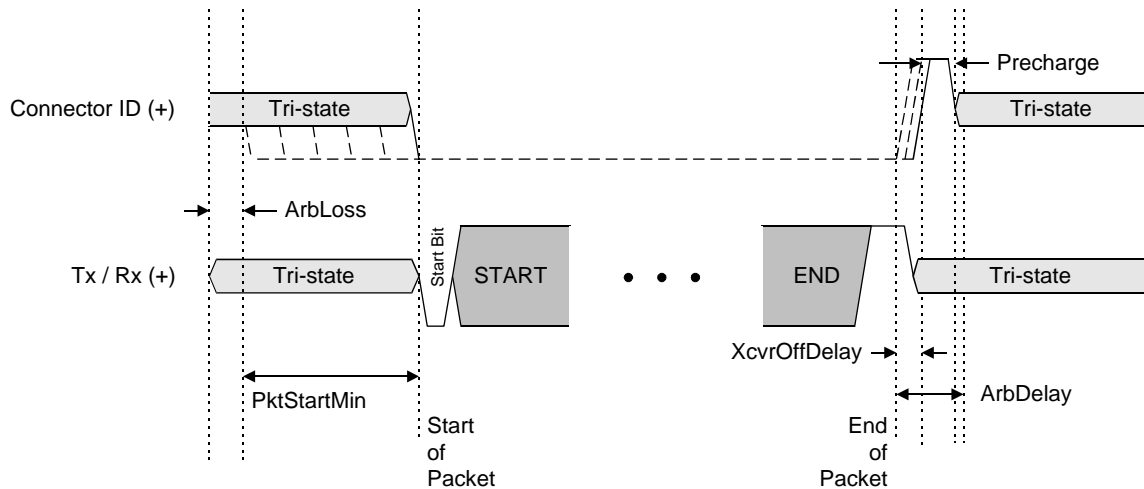 Precharge
Connector ID (+)
Tri-state
Tri-state
ArbLoss
Start Bit
Tx / Rx (+)
Tri-state
START
END
Tri-state
XcvrOffDelay
PktStartMin
ArbDelay
Start
of
Packet
End
of
Packet